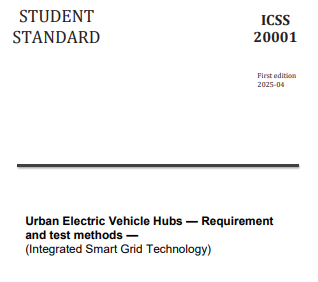 STUDENT
STANDARD
ICSS
20001
First edition
2025-04
Urban Electric Vehicle Hubs — Requirement
and test methods —
(Integrated Smart Grid Technology)